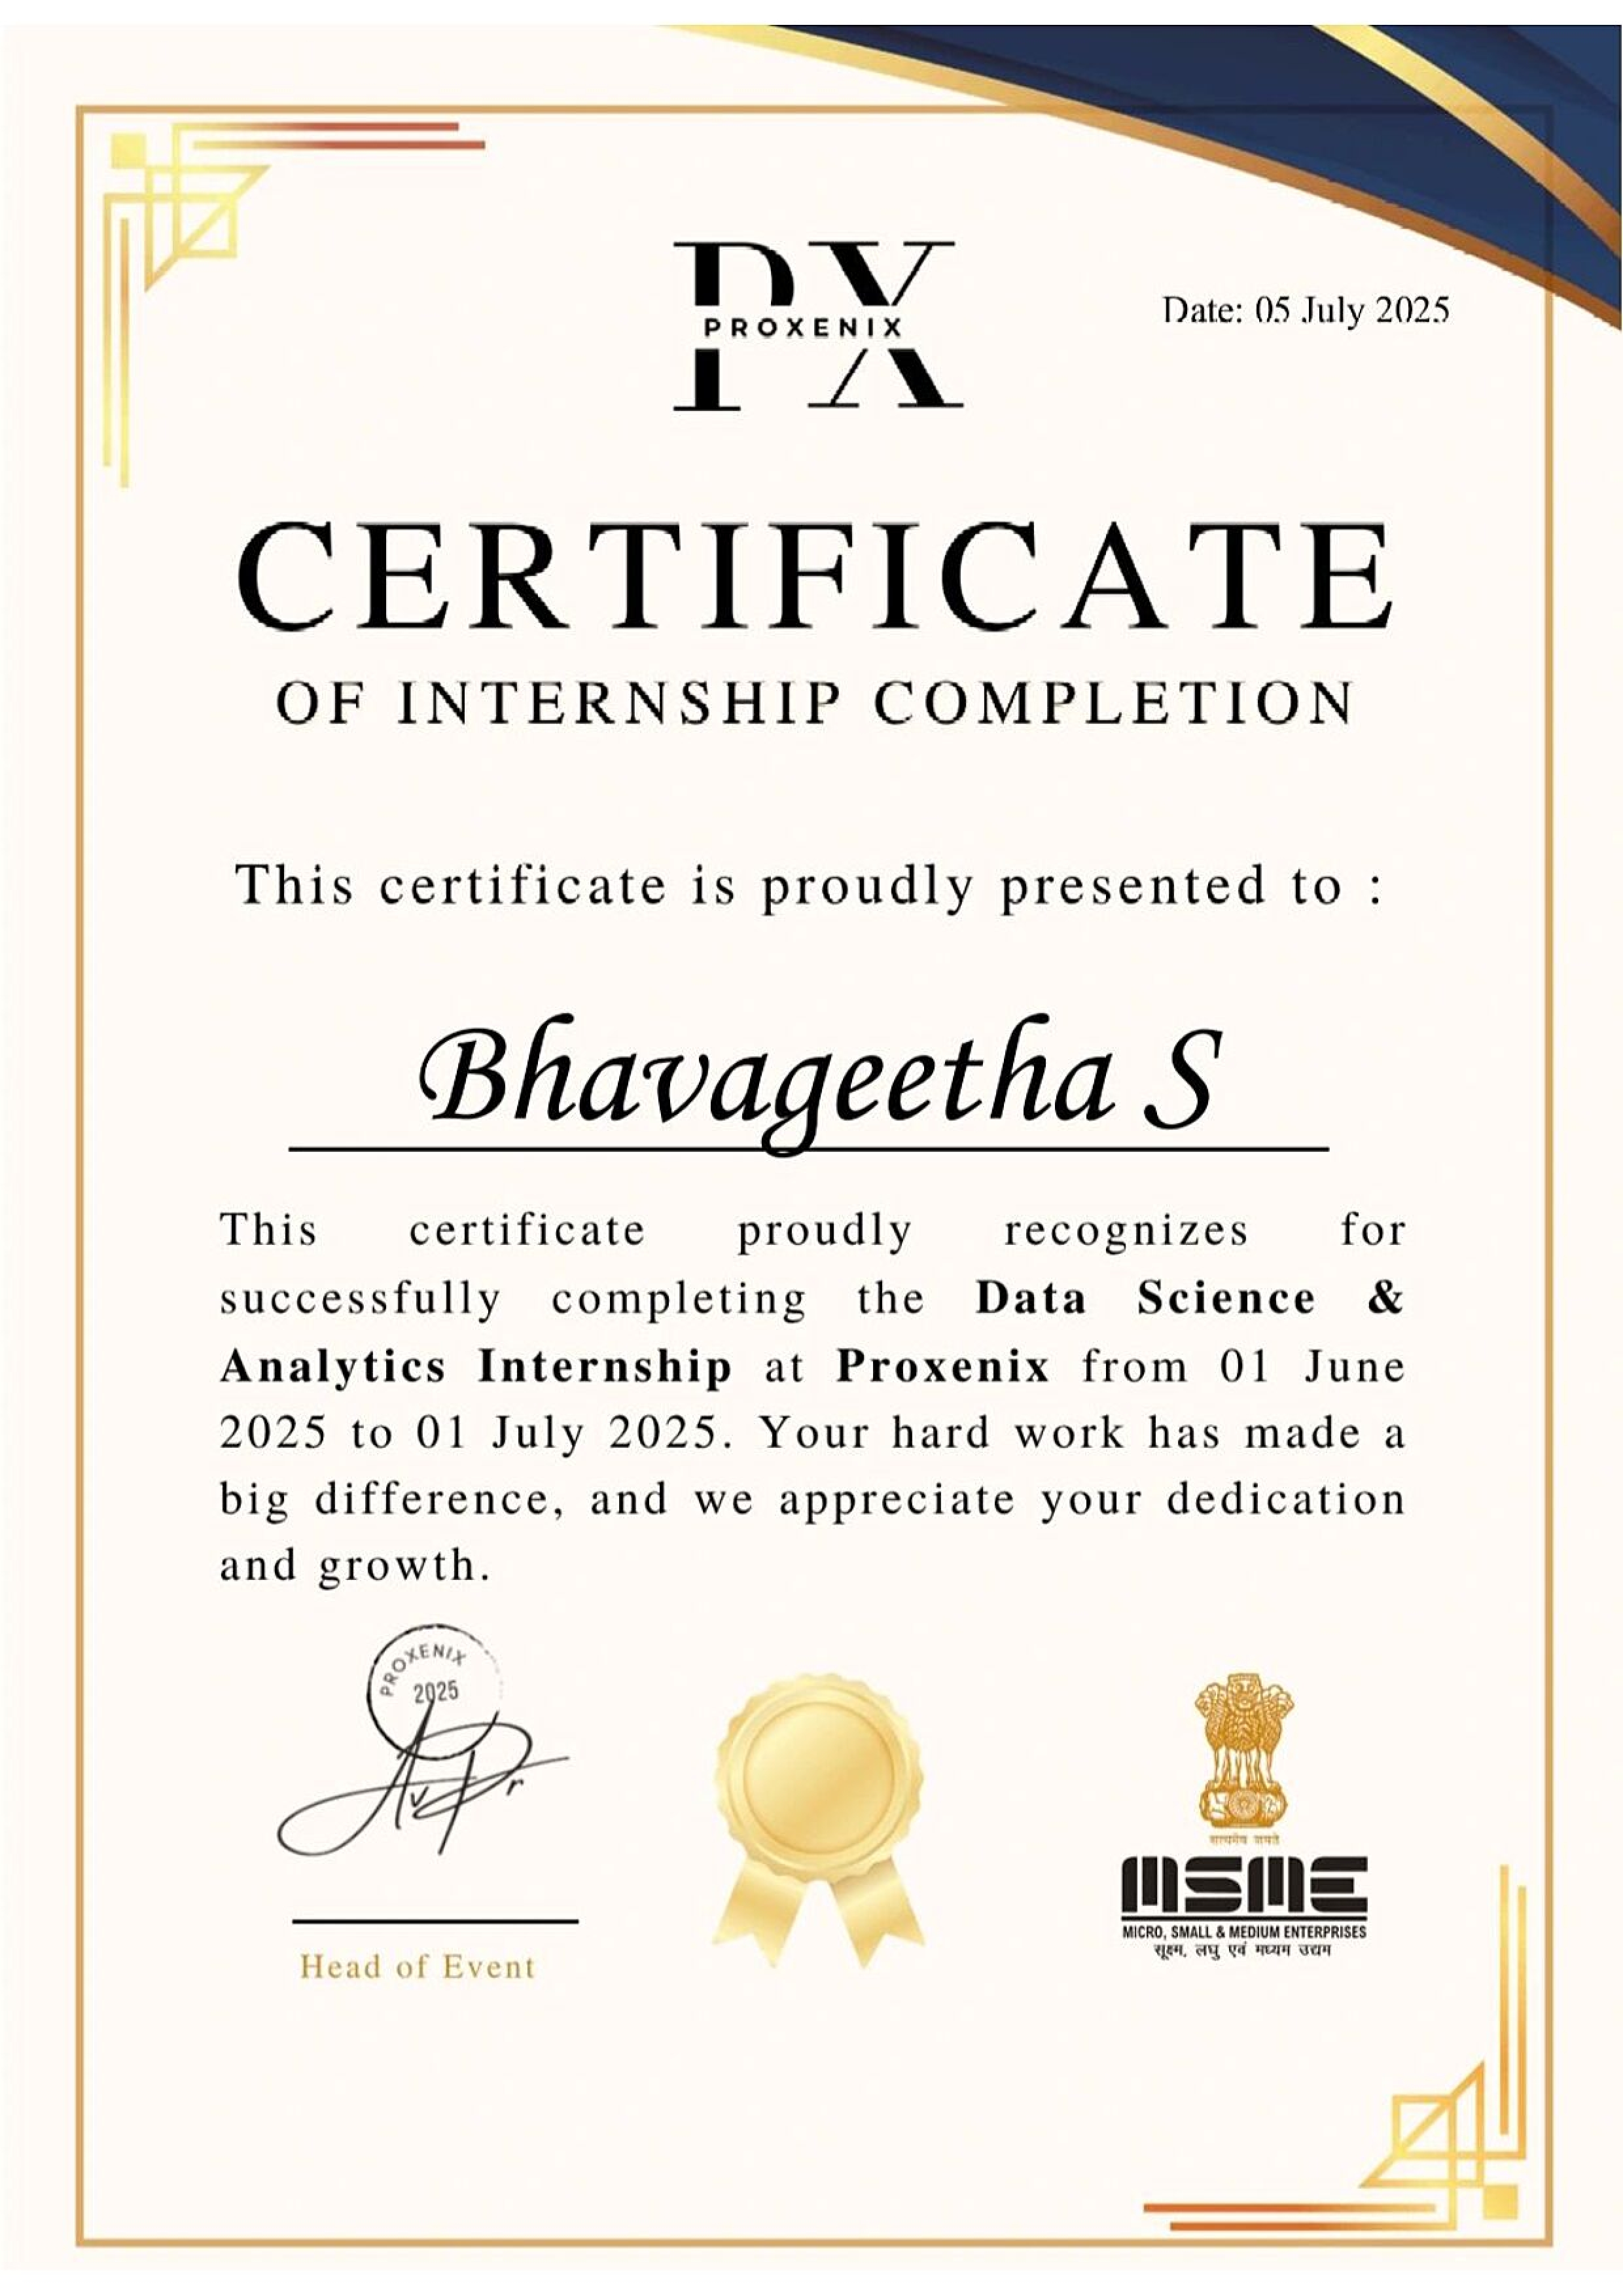 PX
PROXENIX
Date: 05 July 2025
CERTIFICATE
OF INTERNSHIP COMPLETION
This certificate is proudly presented to :
Bhavageetha S
This certificate proudly recognizes for
successfully completing the Data Science &
Analytics Internship at Proxenix from 01 June
2025 to 01 July 2025. Your hard work has made a
big difference, and we appreciate your dedication
and growth.
PROXENIX
2025
Head of Event
सत्यमेव जयते
MSME
MICRO, SMALL & MEDIUM ENTERPRISES
सूक्ष्म, लघु एवं मध्यम उद्यम